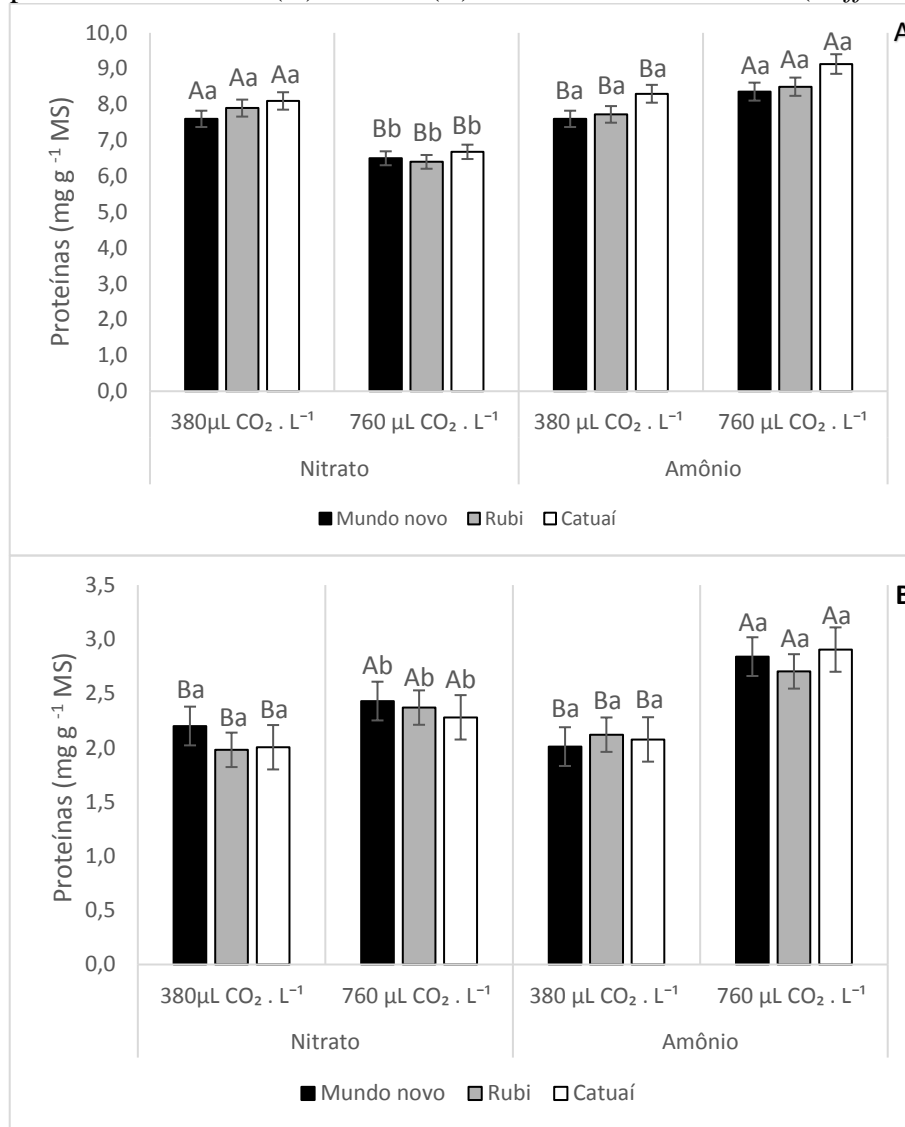 (
A
10,0
9,0
8,0
7,0
6,0
5,0
4,0
3,0
2,0
1,0
0,0
Proteínas (mg g ⁻¹ MS)
Aa Aa Aa
Bb Bb Bb
Ba Ba Ba
Aa Aa Aa
380µL CO₂ . L⁻¹ 760 µL CO₂ . L⁻¹ 380 µL CO₂ . L⁻¹ 760 µL CO₂ . L⁻¹
Nitrato Amônio
Mundo novo Rubi Catuaí
B
3,5
3,0
2,5
2,0
1,5
1,0
0,5
0,0
Proteínas (mg g ⁻¹ MS)
Ba Ba Ba
Ab Ab Ab
Ba Ba Ba
Aa Aa Aa
380µL CO₂ . L⁻¹ 760 µL CO₂ . L⁻¹ 380 µL CO₂ . L⁻¹ 760 µL CO₂ . L⁻¹
Nitrato Amônio
Mundo novo Rubi Catuaí